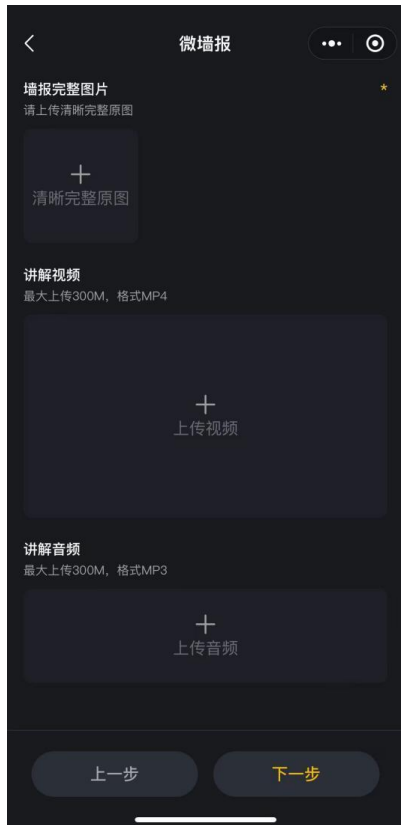 微墙报
墙报完整图片 *
请上传清晰完整原图
清晰完整原图
讲解视频
最大上传300M，格式MP4
上传视频
讲解音频
最大上传300M，格式MP3
上传音频
上一步
下一步